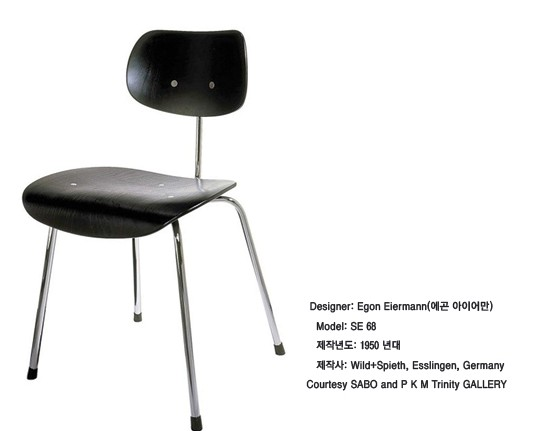 Designer: Egon Eiermann(에곤 아이어만)
Model: SE 68
제작년도: 1950 년대
제작사: Wild+Spieth, Esslingen, Germany
Courtesy SABO and P K M Trinity GALLERY